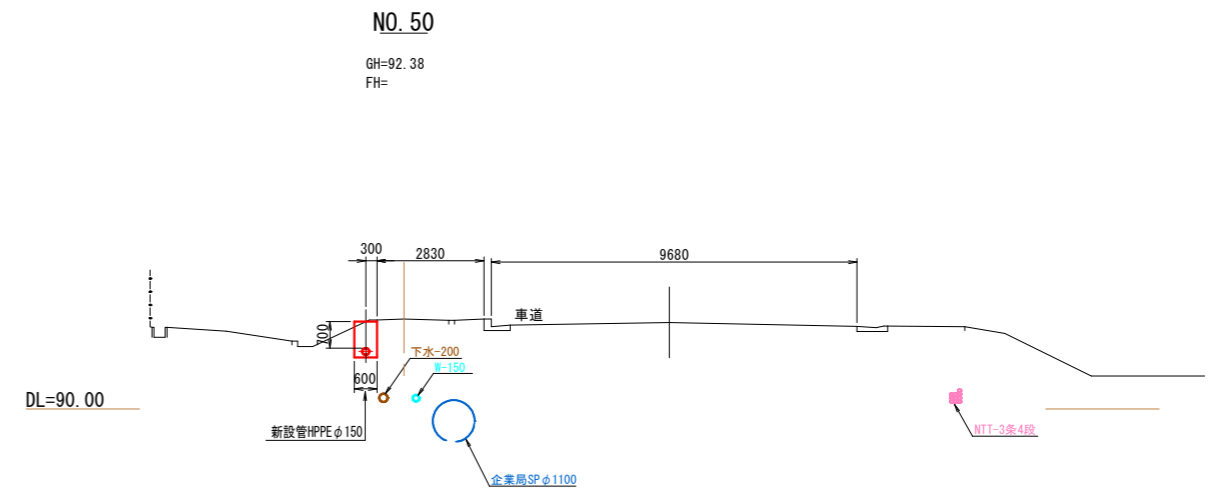 NO.50
GH=92.38
FH=
300
2830
9680
車道
700
下水-200
600
W-150
DL=90.00
新設管HPPEφ150
NTT-3条4段
企業局SPφ1100